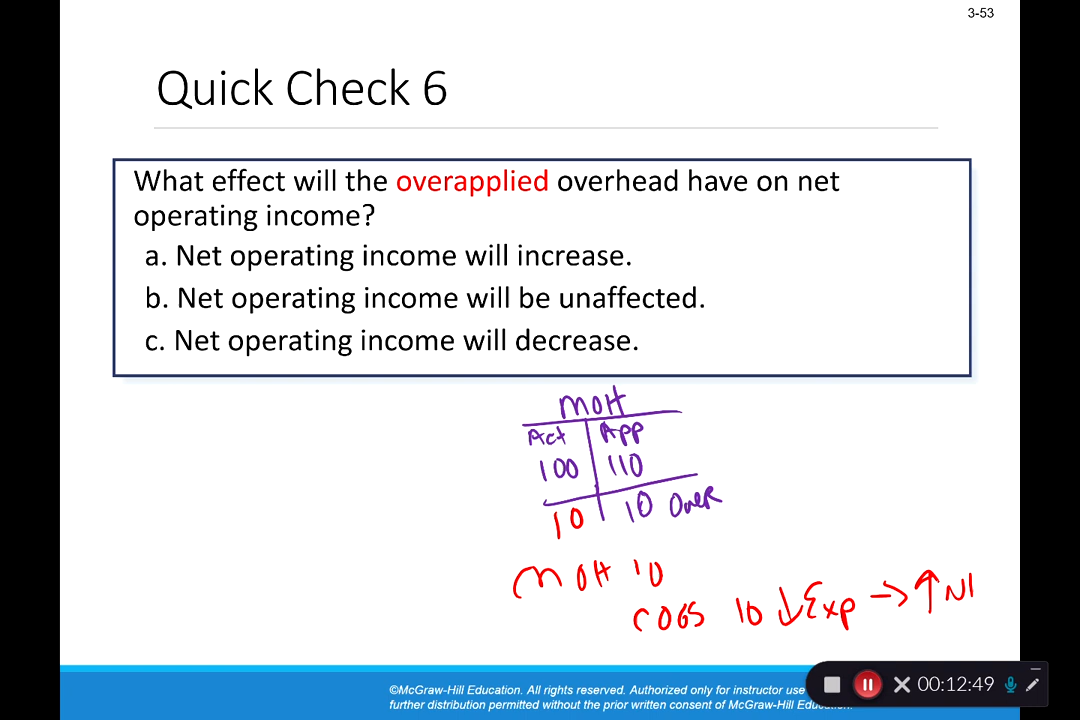 3-53
Quick Check 6
What effect will the overapplied overhead have on net
operating income?
a. Net operating income will increase.
b. Net operating income will be unaffected.
c. Net operating income will decrease.
MOH
Act App
100 110
10 10 Over
MOH 10
COGS 10 ↓ Exp → ↑ NI
©McGraw-Hill Education. All rights reserved. Authorized only for instructor use
further distribution permitted without the prior written consent of McGraw-Hill
00:12:49